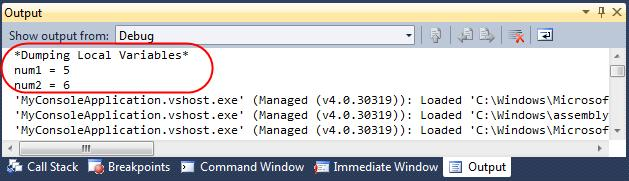 Output
Show output from: Debug
*Dumping Local Variables*
num1 = 5
num2 = 6
'MyConsoleApplication.vshost.exe' (Managed (v4.0.30319)): Loaded 'C:\Windows\Microsof
'MyConsoleApplication.vshost.exe' (Managed (v4.0.30319)): Loaded 'C:\Windows\assembly
'MyConsoleApplication.vshost.exe' (Managed (v4.0.30319)): Loaded 'C:\Windows\Microsof
Call Stack Breakpoints Command Window Immediate Window Output